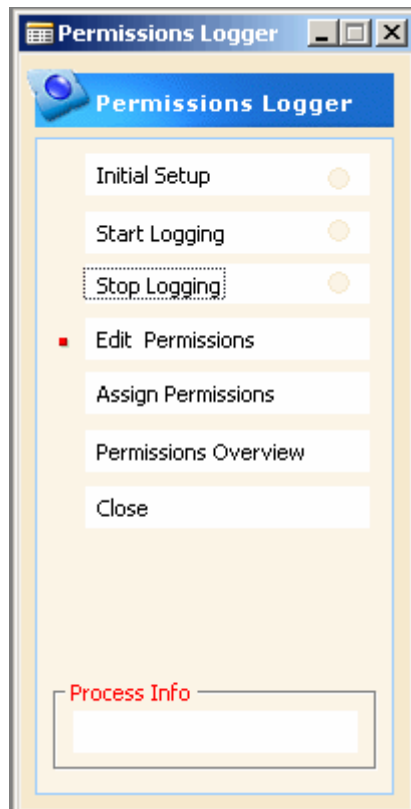 Permissions Logger
Permissions Logger
Initial Setup
Start Logging
Stop Logging
Edit Permissions
Assign Permissions
Permissions Overview
Close
Process Info